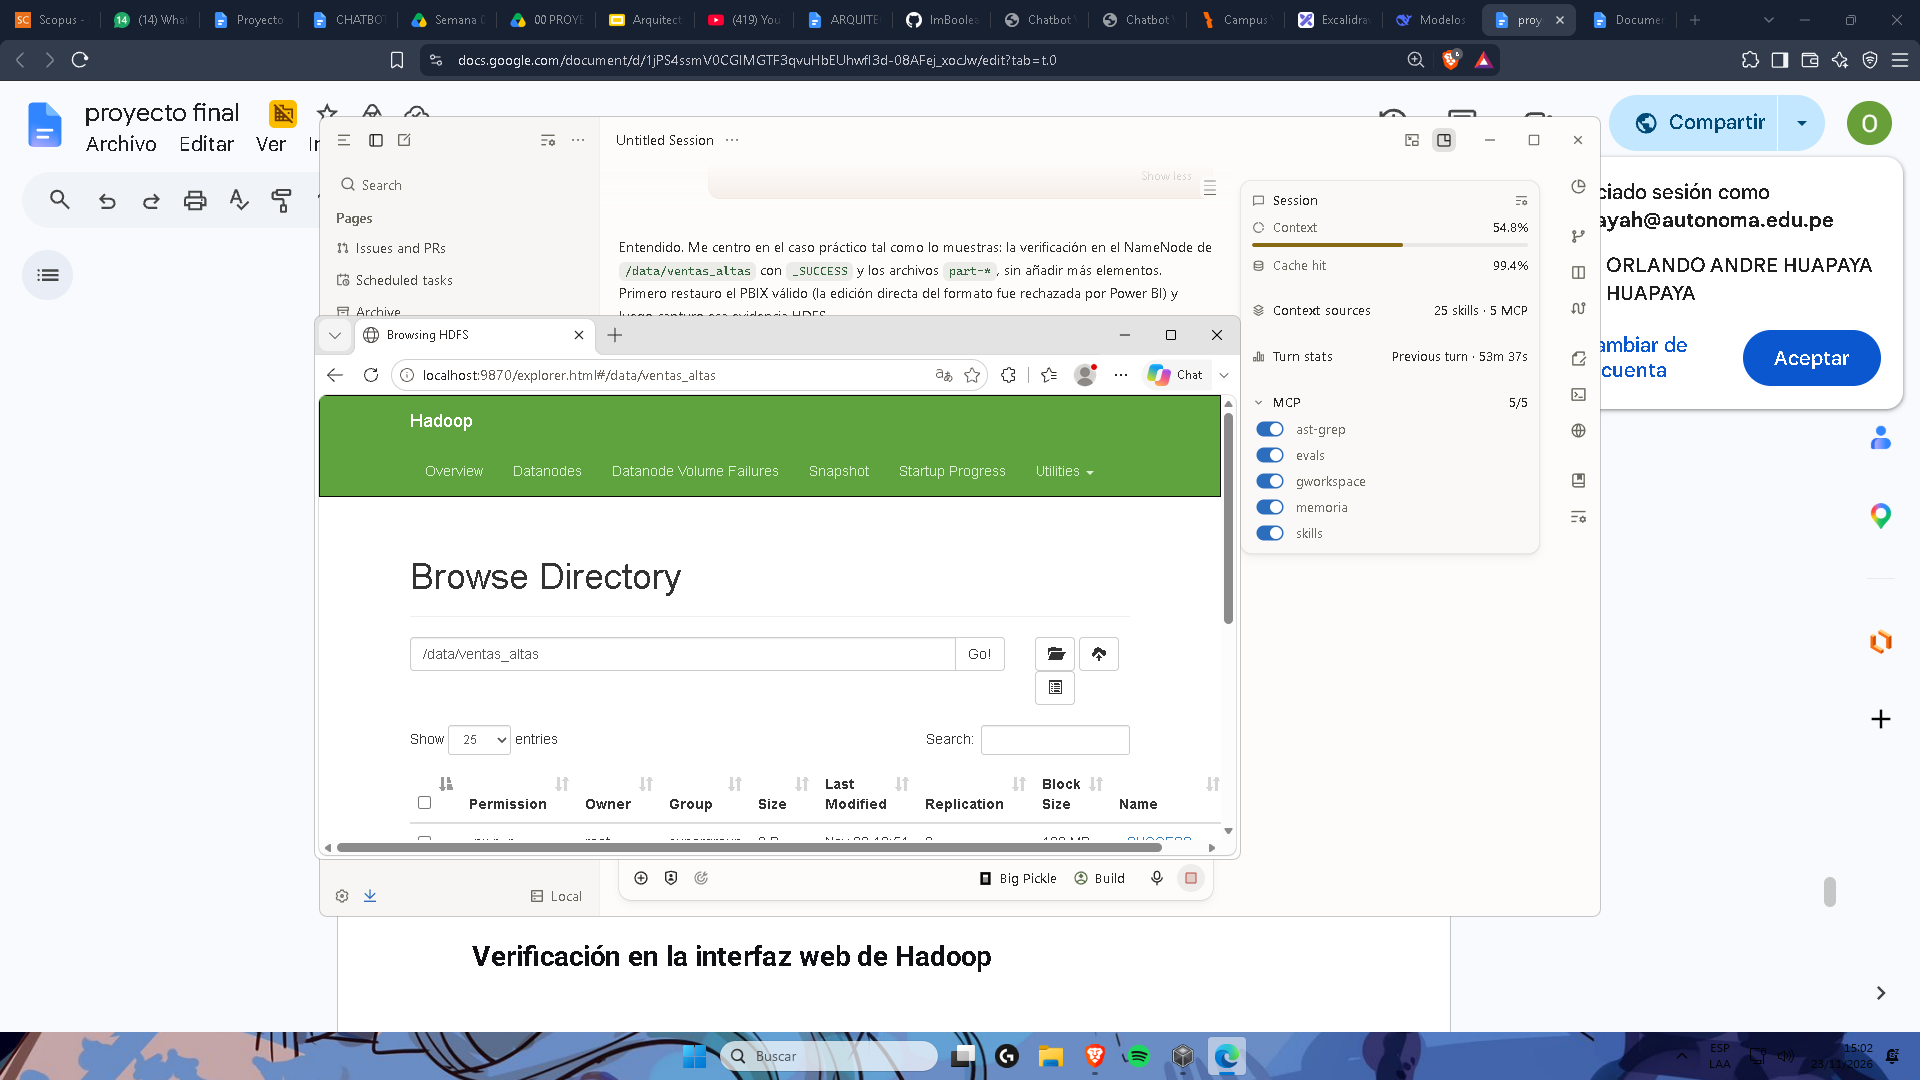 Scopus
(14) What
Proyecto
CHATBOT
Semana
00 PROYE
Arquitect
(419) You
ARQUITE
ImBoolea
Chatbot
Chatbot
Campus
Excalidra
Modelos
proy
Docume
docs.google.com/document/d/1jPS4ssmV0CGIMGTF3qvuHbEUhwfI3d-08AFej_xocJw/edit?tab=t.0
proyecto final
Archivo Editar Ver
Compartir
O
Untitled Session
Search
Pages
Issues and PRs
Scheduled tasks
Archive
Show less
Entendido. Me centro en el caso práctico tal como lo muestras: la verificación en el NameNode de
/data/ventas_altas con _SUCCESS y los archivos part-*, sin añadir más elementos.
Primero restauro el PBIX válido (la edición directa del formato fue rechazada por Power BI) y
Session
Context 54.8%
Cache hit 99.4%
Context sources 25 skills · 5 MCP
Turn stats Previous turn · 53m 37s
MCP 5/5
ast-grep
evals
gworkspace
memoria
skills
ciado sesión como
ayah@autonoma.edu.pe
ORLANDO ANDRE HUAPAYA
HUAPAYA
ambiar de
cuenta
Aceptar
Browsing HDFS
localhost:9870/explorer.html#/data/ventas_altas
Chat
Hadoop
Overview Datanodes Datanode Volume Failures Snapshot Startup Progress Utilities
Browse Directory
/data/ventas_altas
Go!
Show 25 entries
Search:
Permission Owner Group Size Last Modified Replication Block Size Name
Big Pickle Build
Local
Verificación en la interfaz web de Hadoop
Buscar
ESP
LAA
15:02
23/11/2026